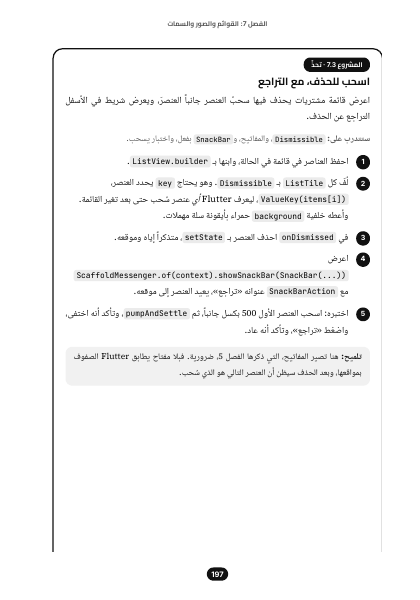 الفصل 7: القوائم والصور والسمات
المشروع 7.3 · تحدٍّ
اسحب للحذف، مع التراجع
اعرض قائمة مشتريات يحذف فيها سحبُ العنصر جانباً العنصرَ، ويعرض شريط في الأسفل
التراجع عن الحذف.
ستتدرب على: Dismissible، والمفاتيح، و SnackBar بفعل، واختبار يسحب.
1 احفظ العناصر في قائمة في الحالة، وابنها بـ ListView.builder.
2 لُفّ كل ListTile بـ Dismissible. وهو يحتاج key يحدد العنصر،
ValueKey(items[i])، ليعرف Flutter أي عنصر سُحب حتى بعد تغير القائمة.
وأعطه خلفية background حمراء بأيقونة سلة مهملات.
3 في onDismissed احذف العنصر بـ setState، متذكراً إياه وموقعه.
4 اعرض
ScaffoldMessenger.of(context).showSnackBar(SnackBar(...))
مع SnackBarAction عنوانه «تراجع»، يعيد العنصر إلى موقعه.
5 اختبره: اسحب العنصر الأول 500 بكسل جانباً، ثم pumpAndSettle، وتأكد أنه اختفى،
واضغط «تراجع»، وتأكد أنه عاد.
تلميح: هنا تصير المفاتيح، التي ذكرها الفصل 5، ضرورية. فبلا مفتاح يطابق Flutter الصفوف
بمواقعها، وبعد الحذف سيظن أن العنصر التالي هو الذي سُحب.
197